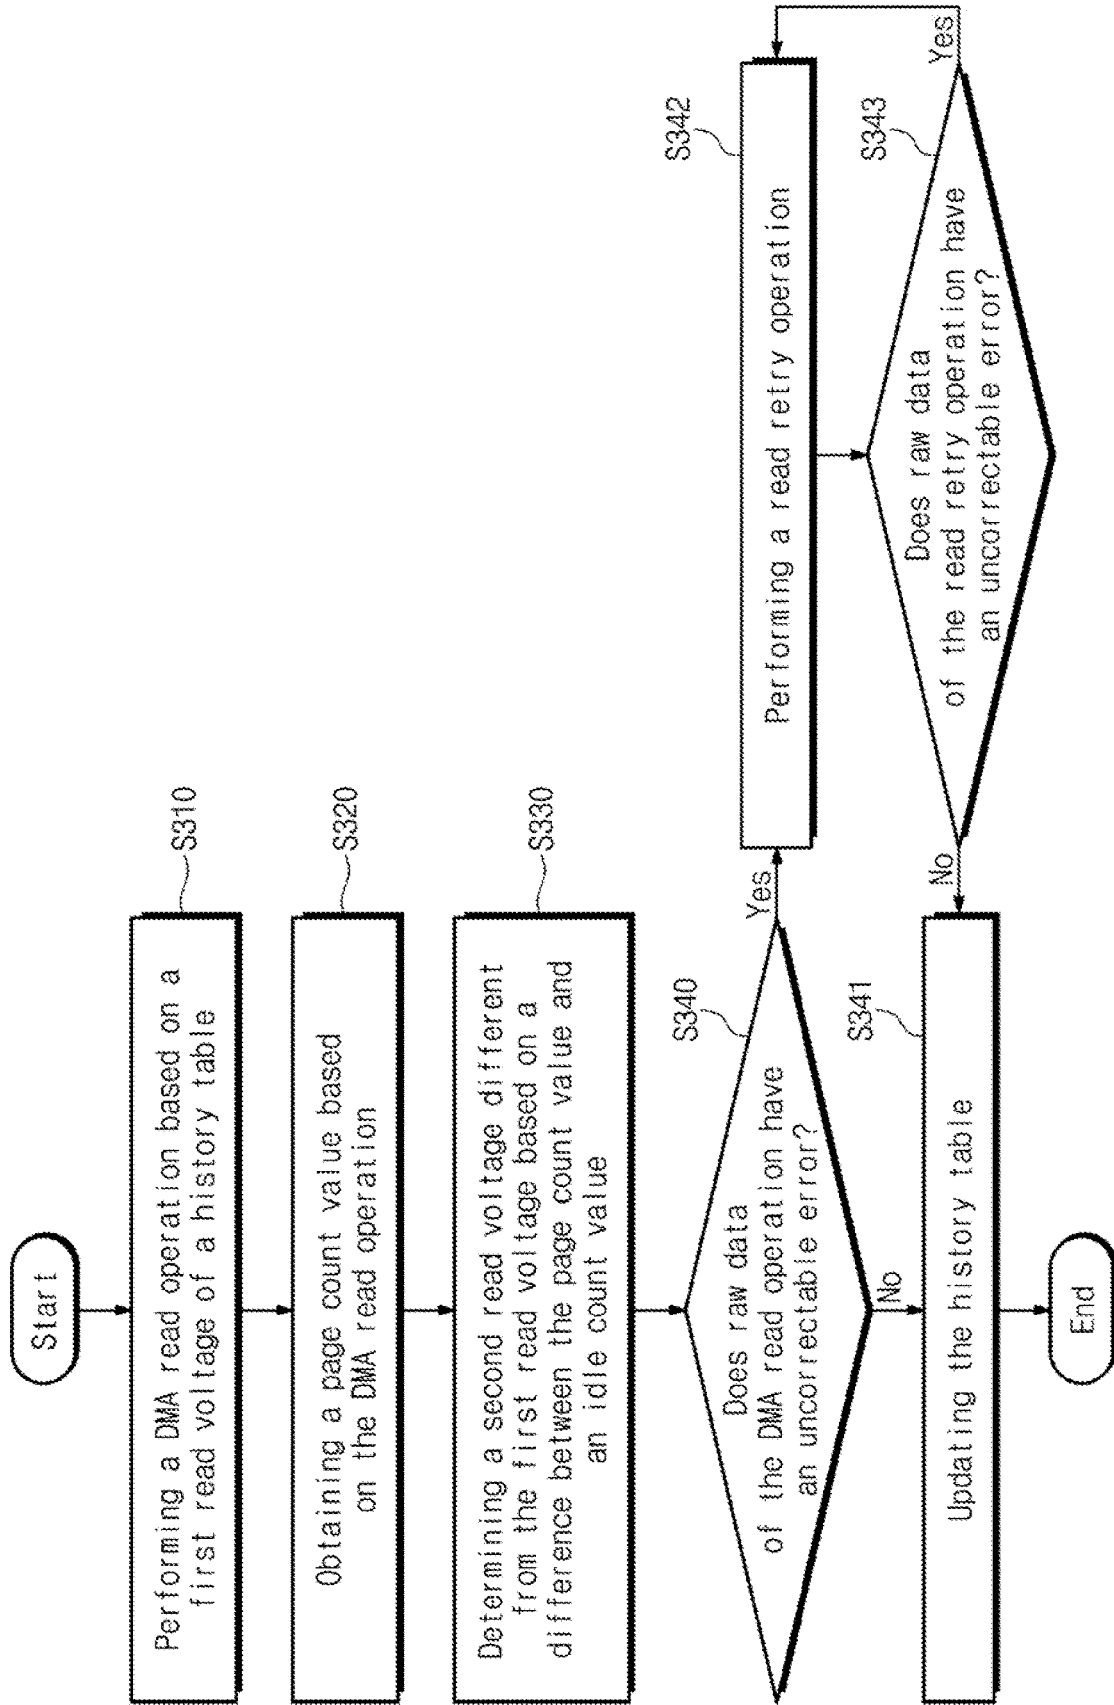 Start
S310
Performing a DMA read operation based on a
first read voltage of a history table
S320
Obtaining a page count value based
on the DMA read operation
S330
Determining a second read voltage different
from the first read voltage based on a
difference between the page count value and
an idle count value
S340
Does raw data
of the DMA read operation have
an uncorrectable error?
Yes
No
S342
Performing a read retry operation
S343
Does raw data
of the read retry operation have
an uncorrectable error?
Yes
No
S341
Updating the history table
End